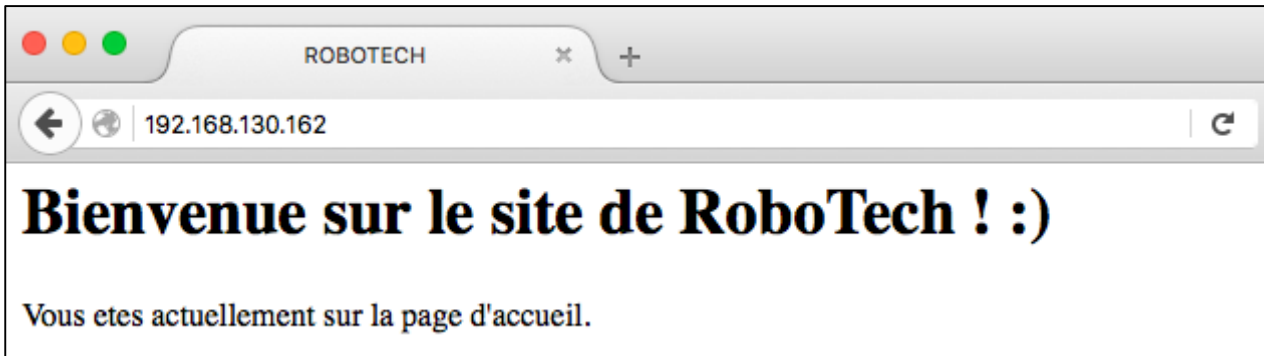 ROBOTECH
192.168.130.162
Bienvenue sur le site de RoboTech ! :)
Vous etes actuellement sur la page d'accueil.